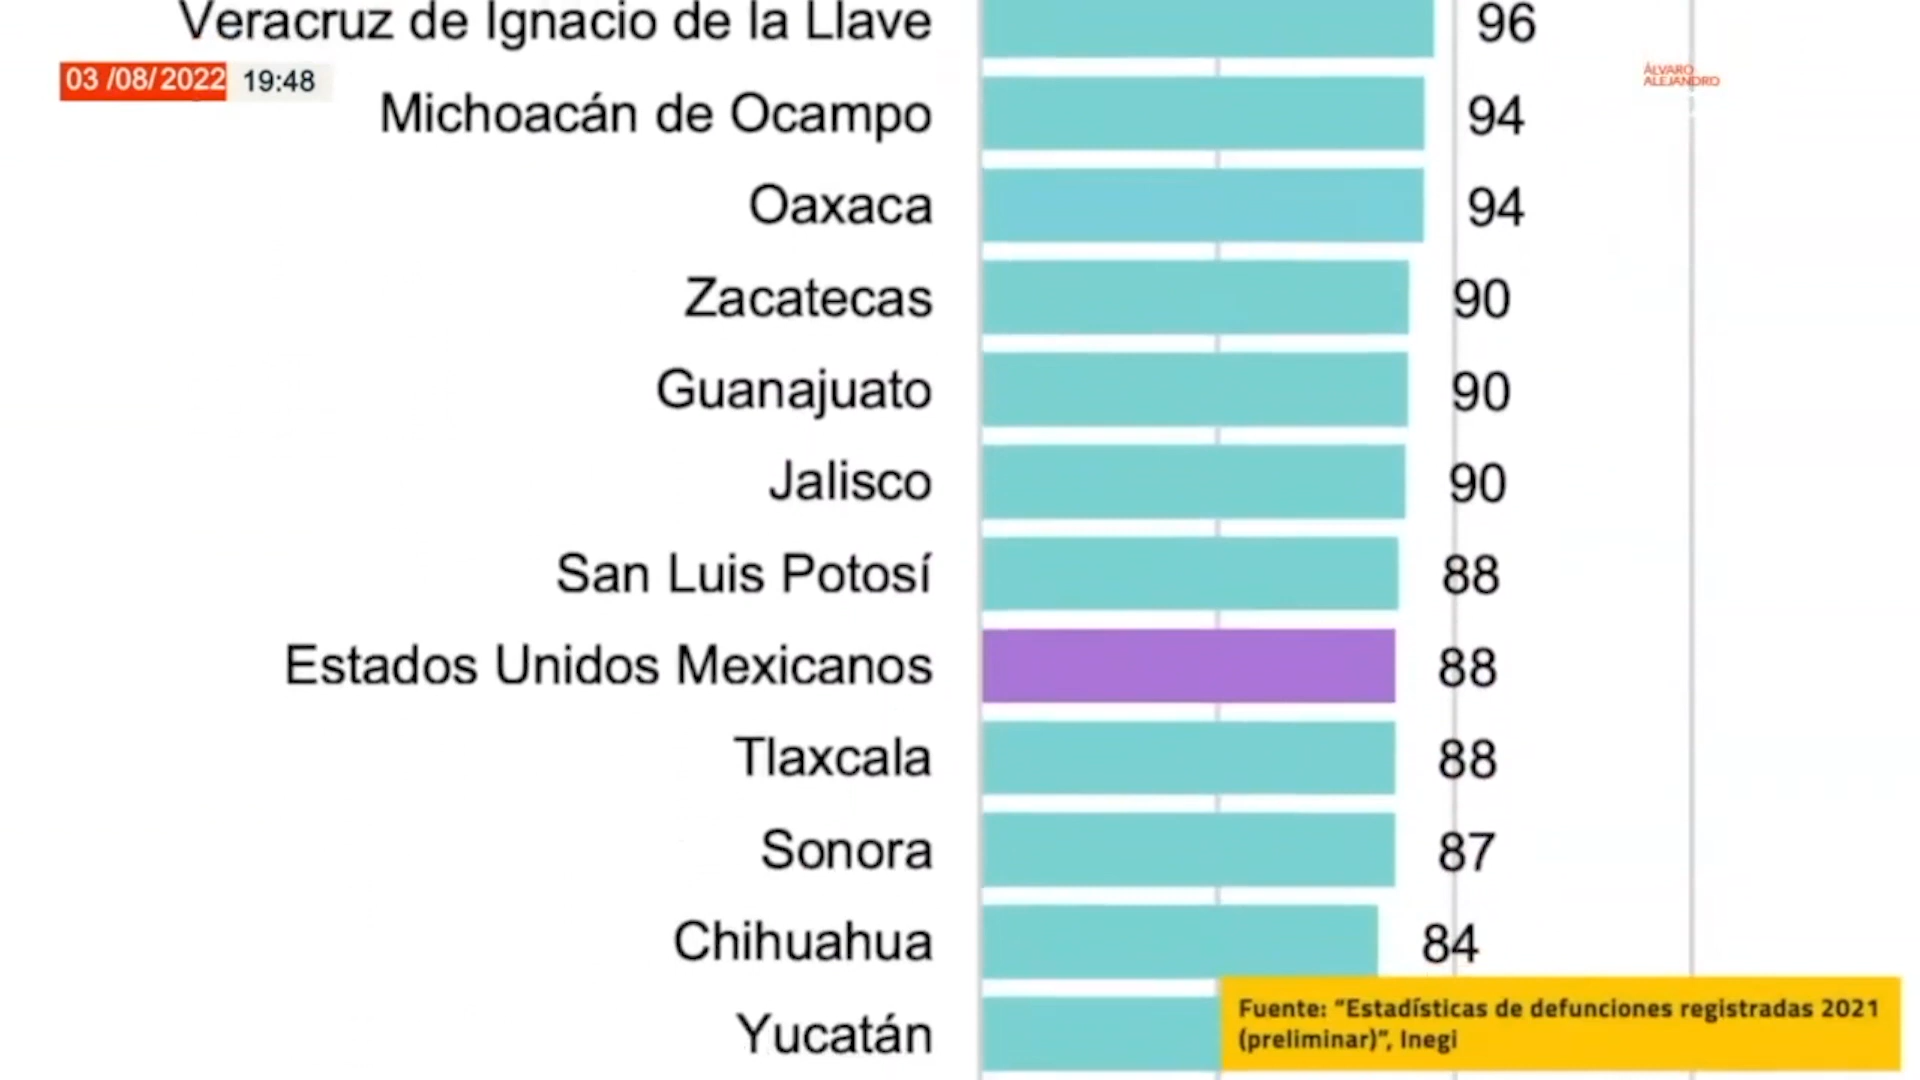 Veracruz de Ignacio de la Llave 96
03 /08/ 2022 19:48
ÁLVARO
ALEJANDRO
Michoacán de Ocampo 94
Oaxaca 94
Zacatecas 90
Guanajuato 90
Jalisco 90
San Luis Potosí 88
Estados Unidos Mexicanos 88
Tlaxcala 88
Sonora 87
Chihuahua 84
Yucatán
Fuente: “Estadísticas de defunciones registradas 2021
(preliminar)”, Inegi